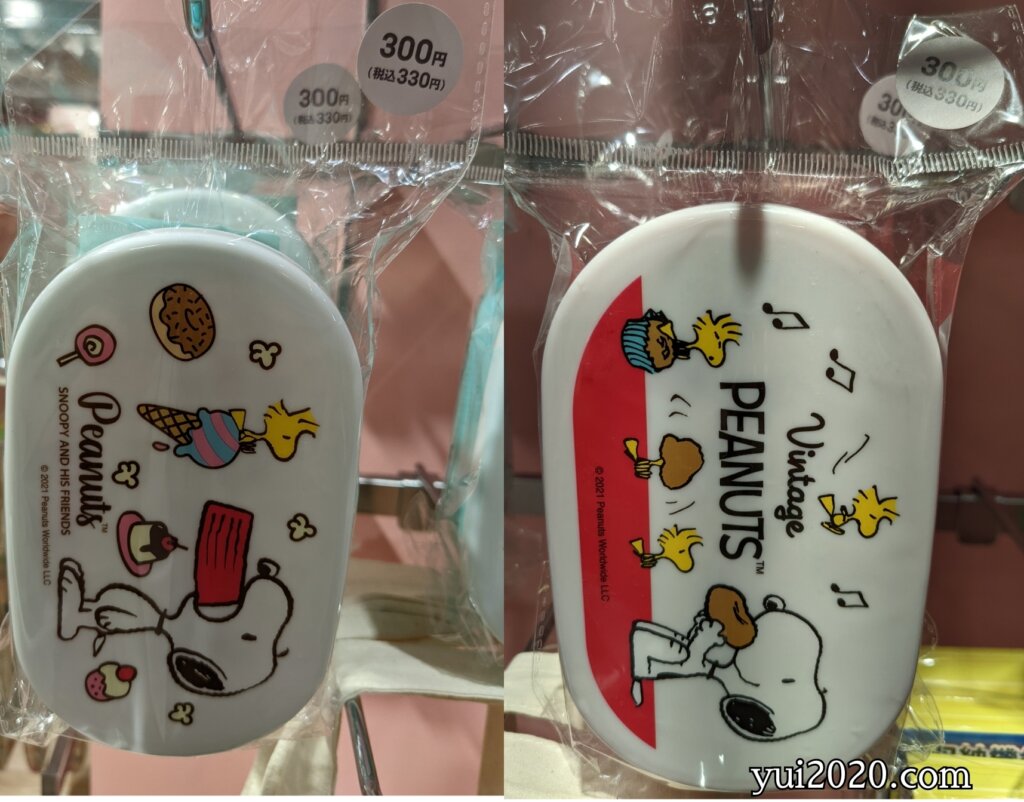 300円
(税込330円)
300円
(税込330円)
Peanuts™
SNOOPY AND HIS FRIENDS
© 2021 Peanuts Worldwide LLC
300円
(税込330円)
Vintage
PEANUTS™
© 2021 Peanuts Worldwide LLC
yui2020.com